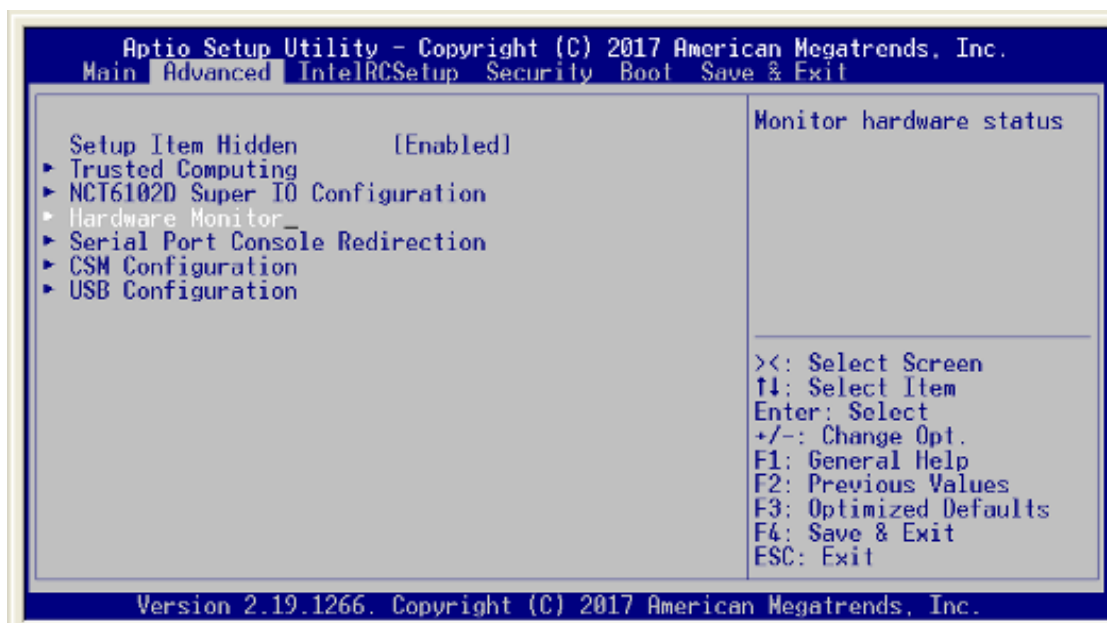 Aptio Setup Utility - Copyright (C) 2017 American Megatrends, Inc.
Main Advanced IntelRCSetup Security Boot Save & Exit
Setup Item Hidden [Enabled]
► Trusted Computing
► NCT6102D Super IO Configuration
► Hardware Monitor_
► Serial Port Console Redirection
► CSM Configuration
► USB Configuration
Monitor hardware status
><: Select Screen
↑↓: Select Item
Enter: Select
+/-: Change Opt.
F1: General Help
F2: Previous Values
F3: Optimized Defaults
F4: Save & Exit
ESC: Exit
Version 2.19.1266. Copyright (C) 2017 American Megatrends, Inc.